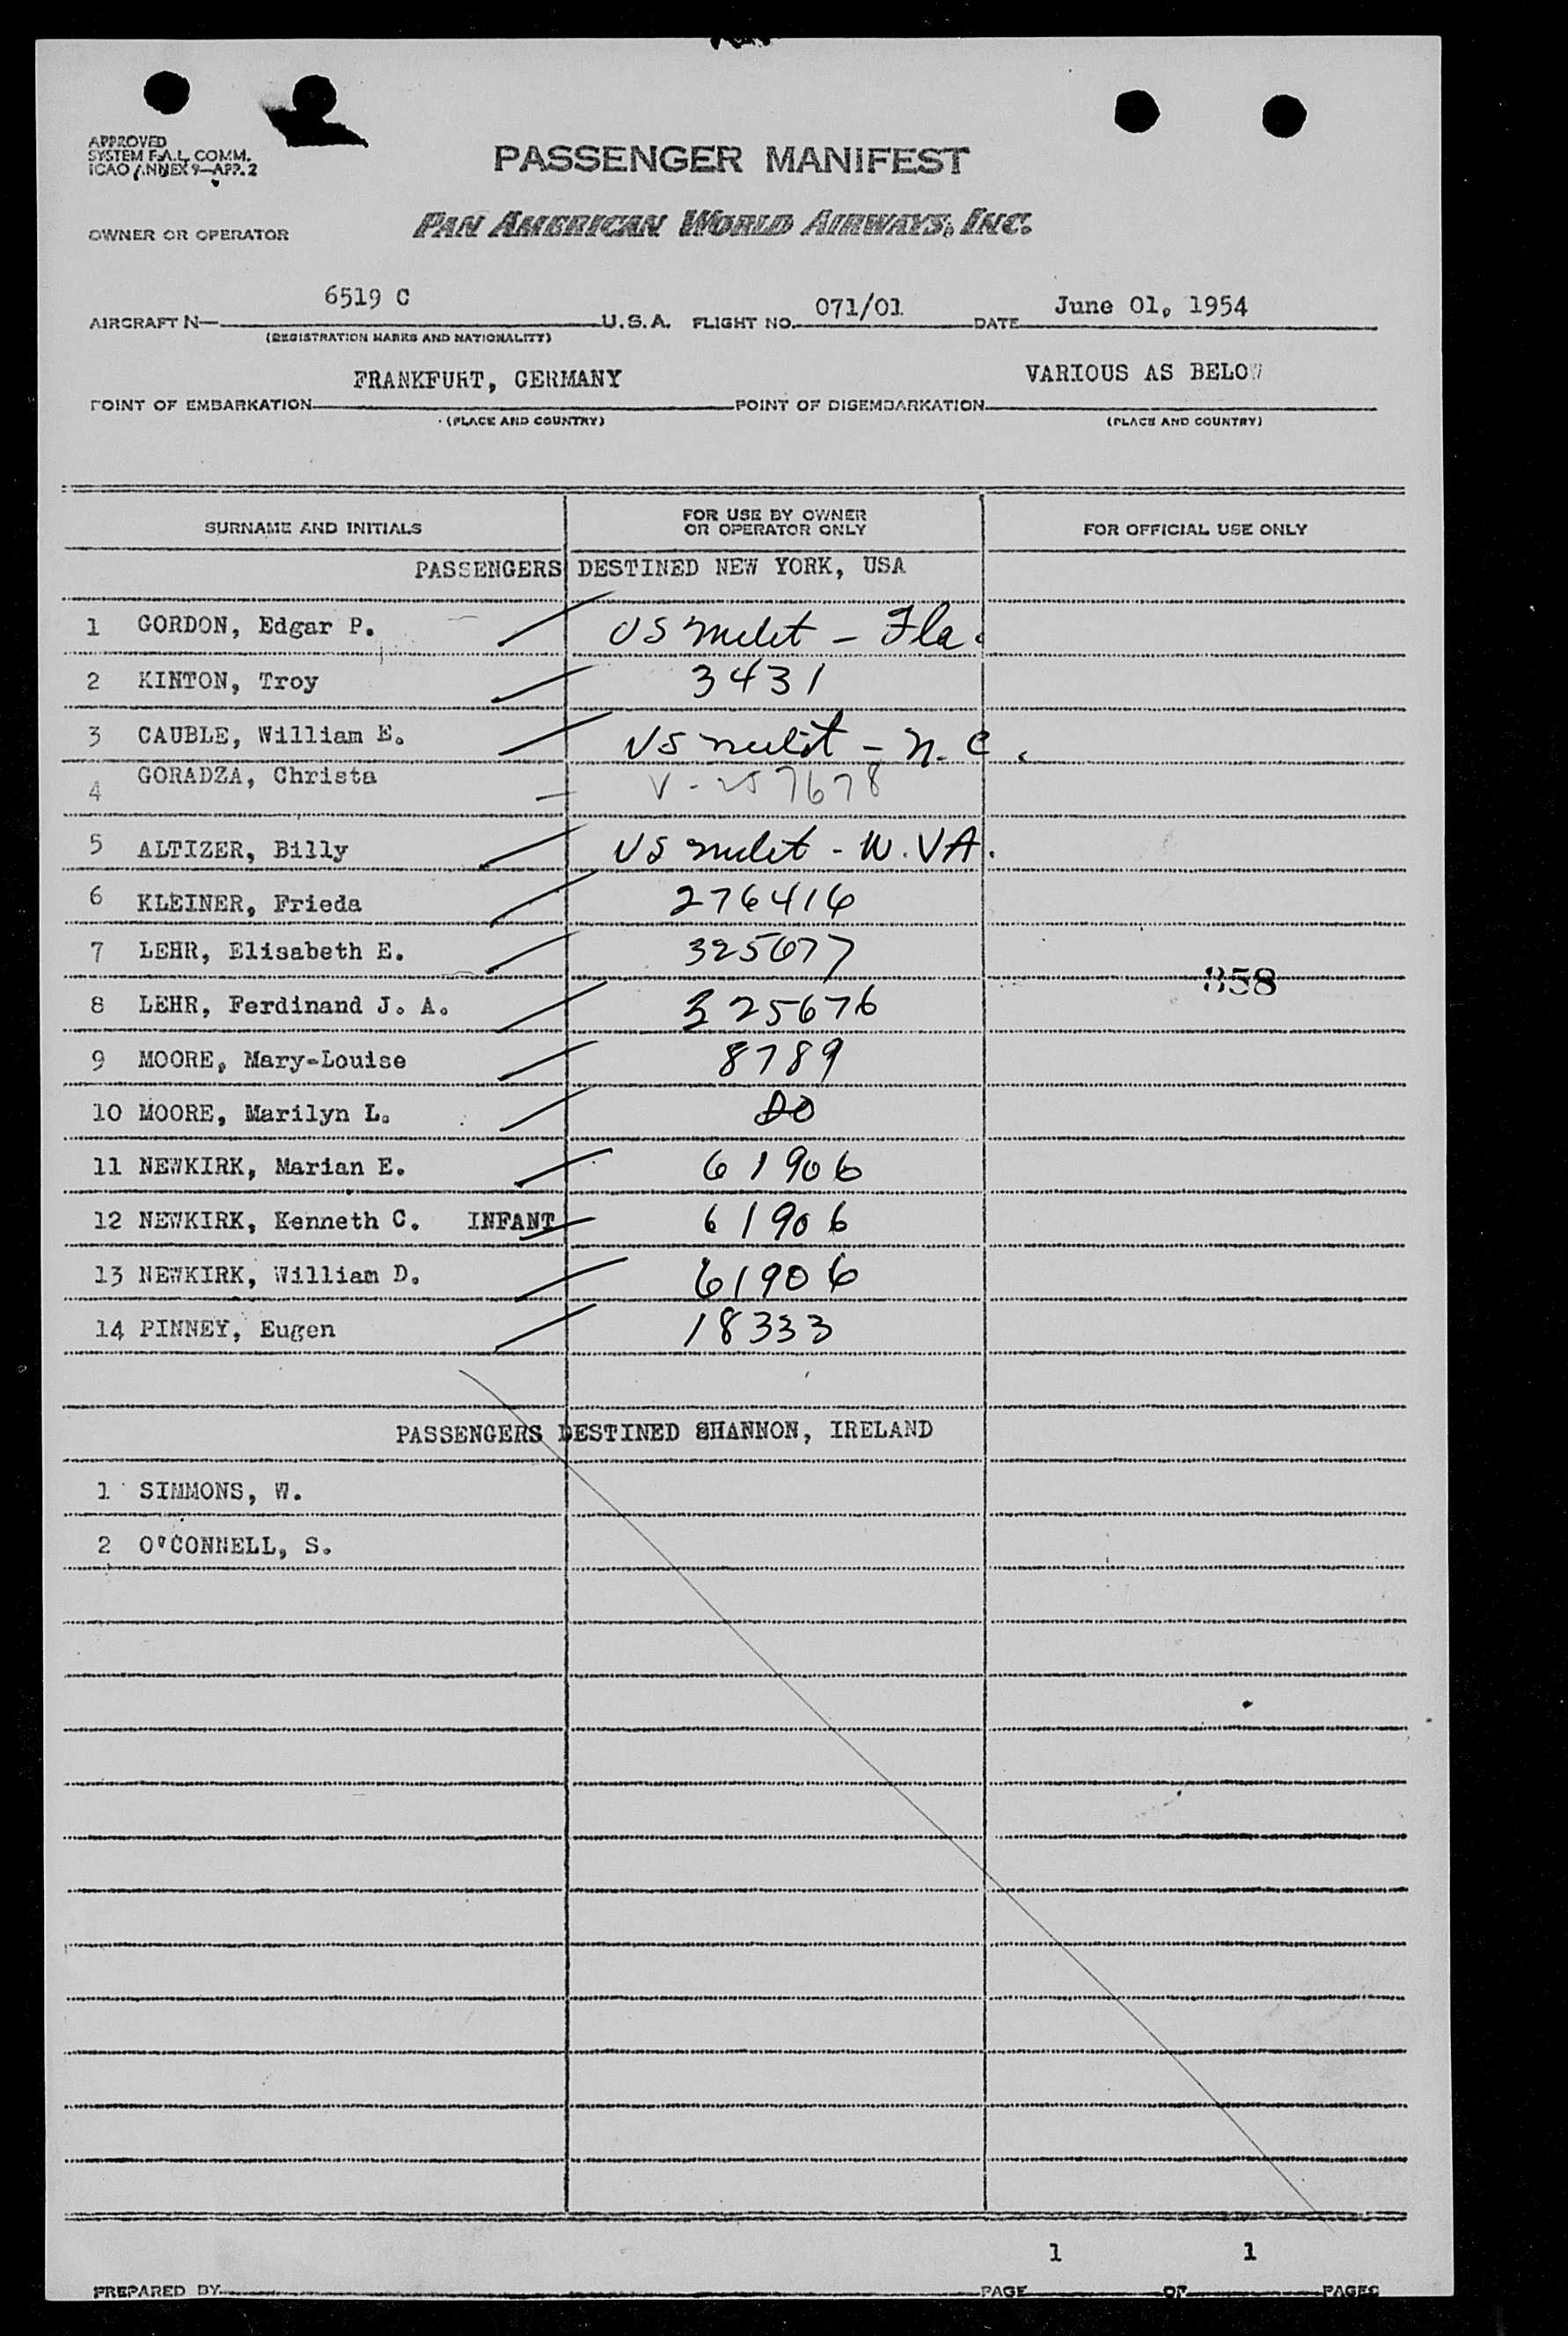 APPROVED
SYSTEM F.A.L. COMM.
ICAO ANNEX 9—APP. 2
PASSENGER MANIFEST
OWNER OR OPERATOR PAN AMERICAN WORLD AIRWAYS, INC.
AIRCRAFT N— 6519 C U.S.A. FLIGHT NO. 071/01 DATE June 01, 1954
(REGISTRATION MARKS AND NATIONALITY)
POINT OF EMBARKATION FRANKFURT, GERMANY POINT OF DISEMBARKATION VARIOUS AS BELOW
(PLACE AND COUNTRY) (PLACE AND COUNTRY)
SURNAME AND INITIALS FOR USE BY OWNER OR OPERATOR ONLY FOR OFFICIAL USE ONLY
PASSENGERS DESTINED NEW YORK, USA
1 GORDON, Edgar P. US milit - Fla.
2 KINTON, Troy 3431
3 CAUBLE, William E. US milit - N.C.
4 GORADZA, Christa V-257678
5 ALTIZER, Billy US milit - W.VA.
6 KLEINER, Frieda 276416
7 LEHR, Elisabeth E. 325677
358
8 LEHR, Ferdinand J. A. 325676
9 MOORE, Mary-Louise 8789
10 MOORE, Marilyn L. DO
11 NEWKIRK, Marian E. 61906
12 NEWKIRK, Kenneth C. INFANT 61906
13 NEWKIRK, William D. 61906
14 PINNEY, Eugen 18333
PASSENGERS DESTINED SHANNON, IRELAND
1 SIMMONS, W.
2 O'CONNELL, S.
PREPARED BY PAGE 1 OF 1 PAGES